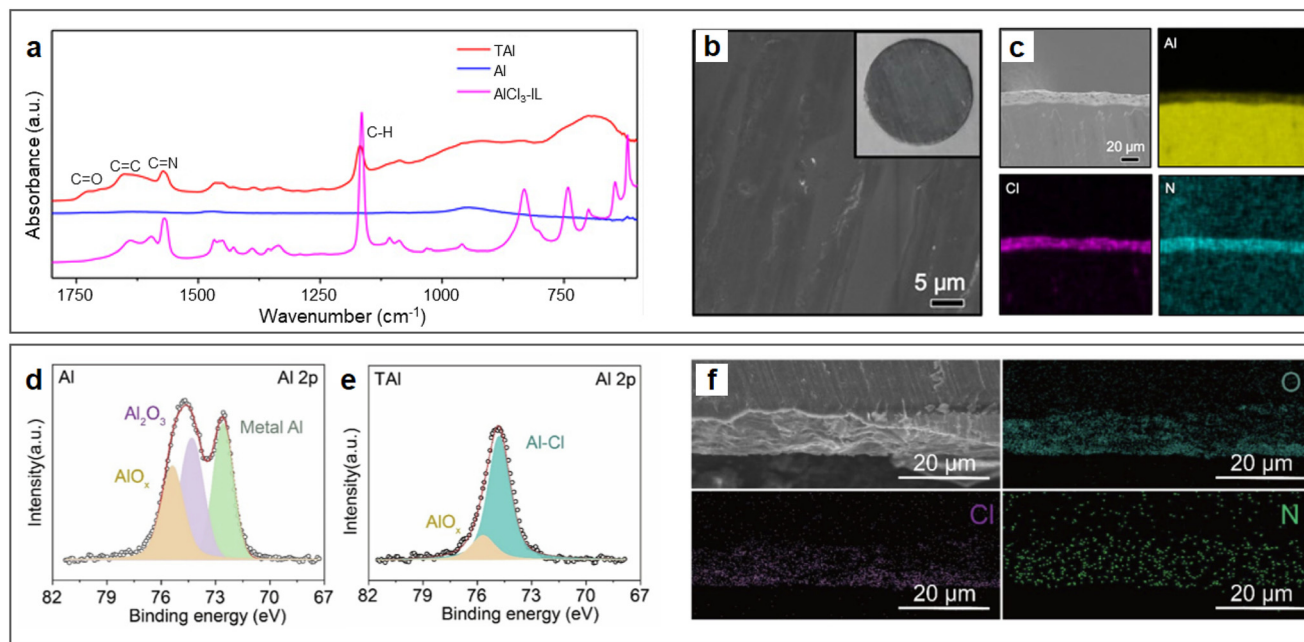 a
TAl
Al
AlCl₃-IL
C=O
C=C
C=N
C-H
Absorbance (a.u.)
1750
1500
1250
1000
750
Wavenumber (cm⁻¹)
b
5 μm
c
20 μm
Al
Cl
N
d
Al
Al 2p
Al₂O₃
Metal Al
AlOₓ
Intensity(a.u.)
82 79 76 73 70 67
Binding energy (eV)
e
TAl
Al 2p
Al-Cl
AlOₓ
Intensity(a.u.)
82 79 76 73 70 67
Binding energy (eV)
f
20 μm
O
20 μm
Cl
20 μm
N
20 μm